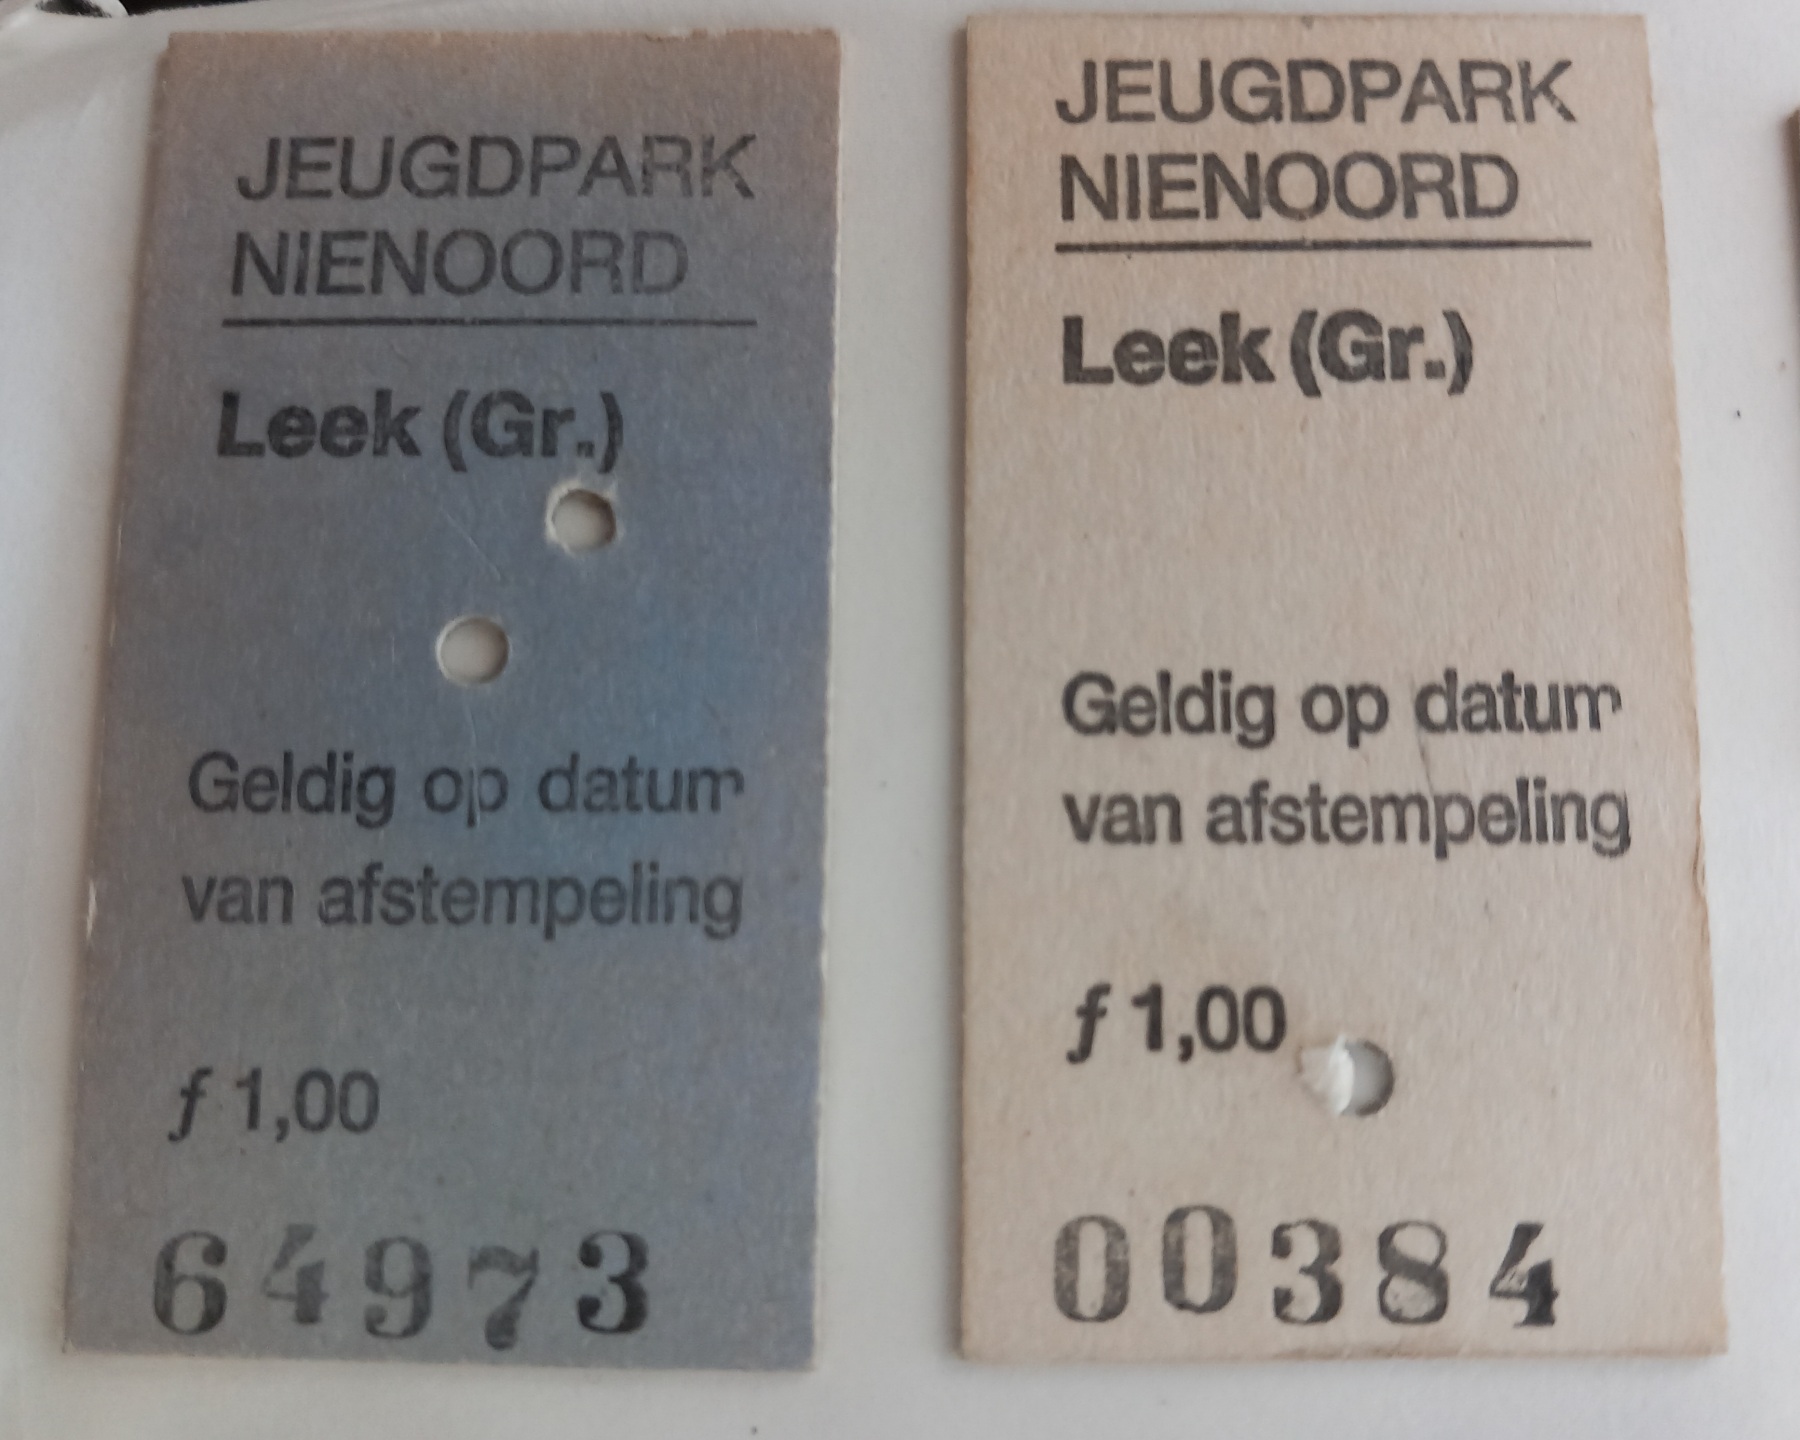 JEUGDPARK
NIENOORD
Leek (Gr.)
Geldig op datum
van afstempeling
ƒ 1,00
64973
JEUGDPARK
NIENOORD
Leek (Gr.)
Geldig op datum
van afstempeling
ƒ 1,00
00384